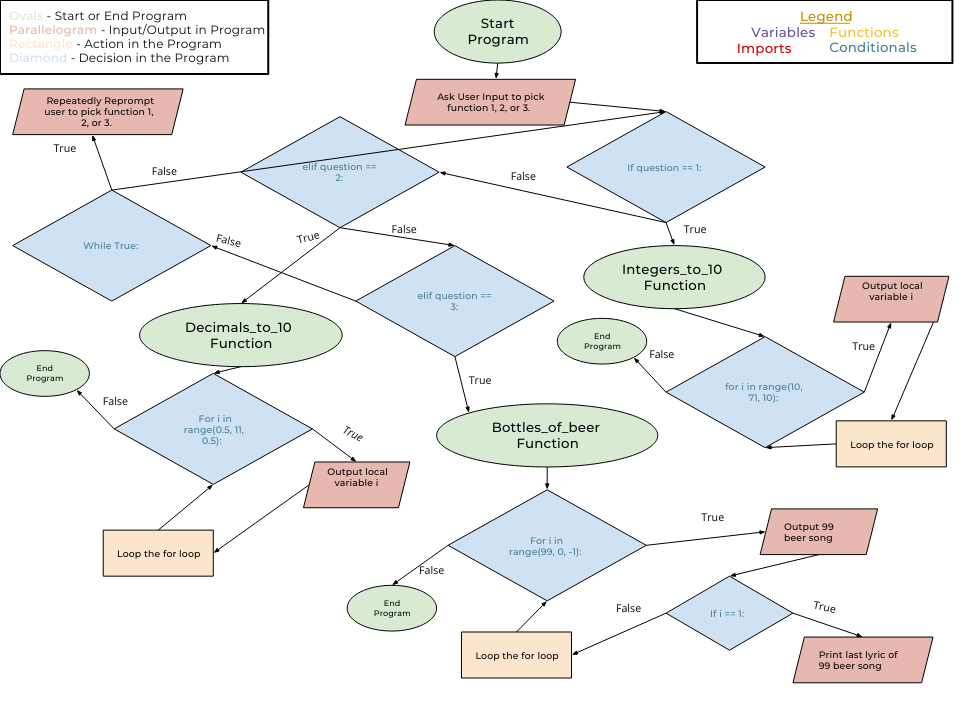 Ovals - Start or End Program
Parallelogram - Input/Output in Program
Rectangle - Action in the Program
Diamond - Decision in the Program
Start
Program
Legend
Variables Functions
Imports Conditionals
Ask User Input to pick
function 1, 2, or 3.
Repeatedly Reprompt
user to pick function 1,
2, or 3.
True
False
elif question ==
2:
False
If question == 1:
True
While True:
False
True
False
elif question ==
3:
Integers_to_10
Function
Output local
variable i
Decimals_to_10
Function
End
Program
False
True
End
Program
False
True
for i in range(10,
71, 10):
For i in
range(0.5, 11,
0.5):
True
Bottles_of_beer
Function
Loop the for loop
Output local
variable i
Loop the for loop
For i in
range(99, 0, -1):
True
Output 99
beer song
False
End
Program
False
If i == 1:
True
Loop the for loop
Print last lyric of
99 beer song